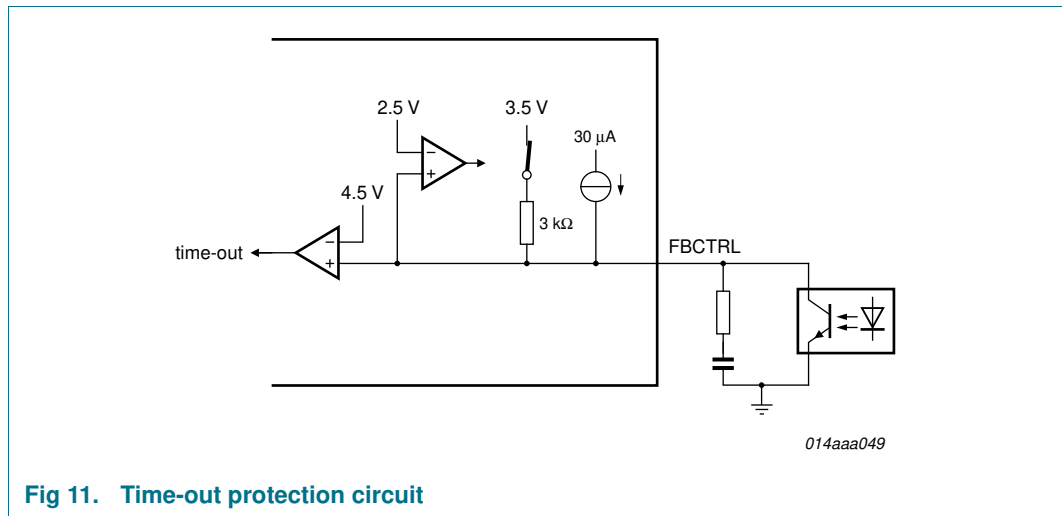 2.5 V
3.5 V
30 μA
−
+
4.5 V
3 kΩ
time-out
−
+
FBCTRL
014aaa049
Fig 11. Time-out protection circuit